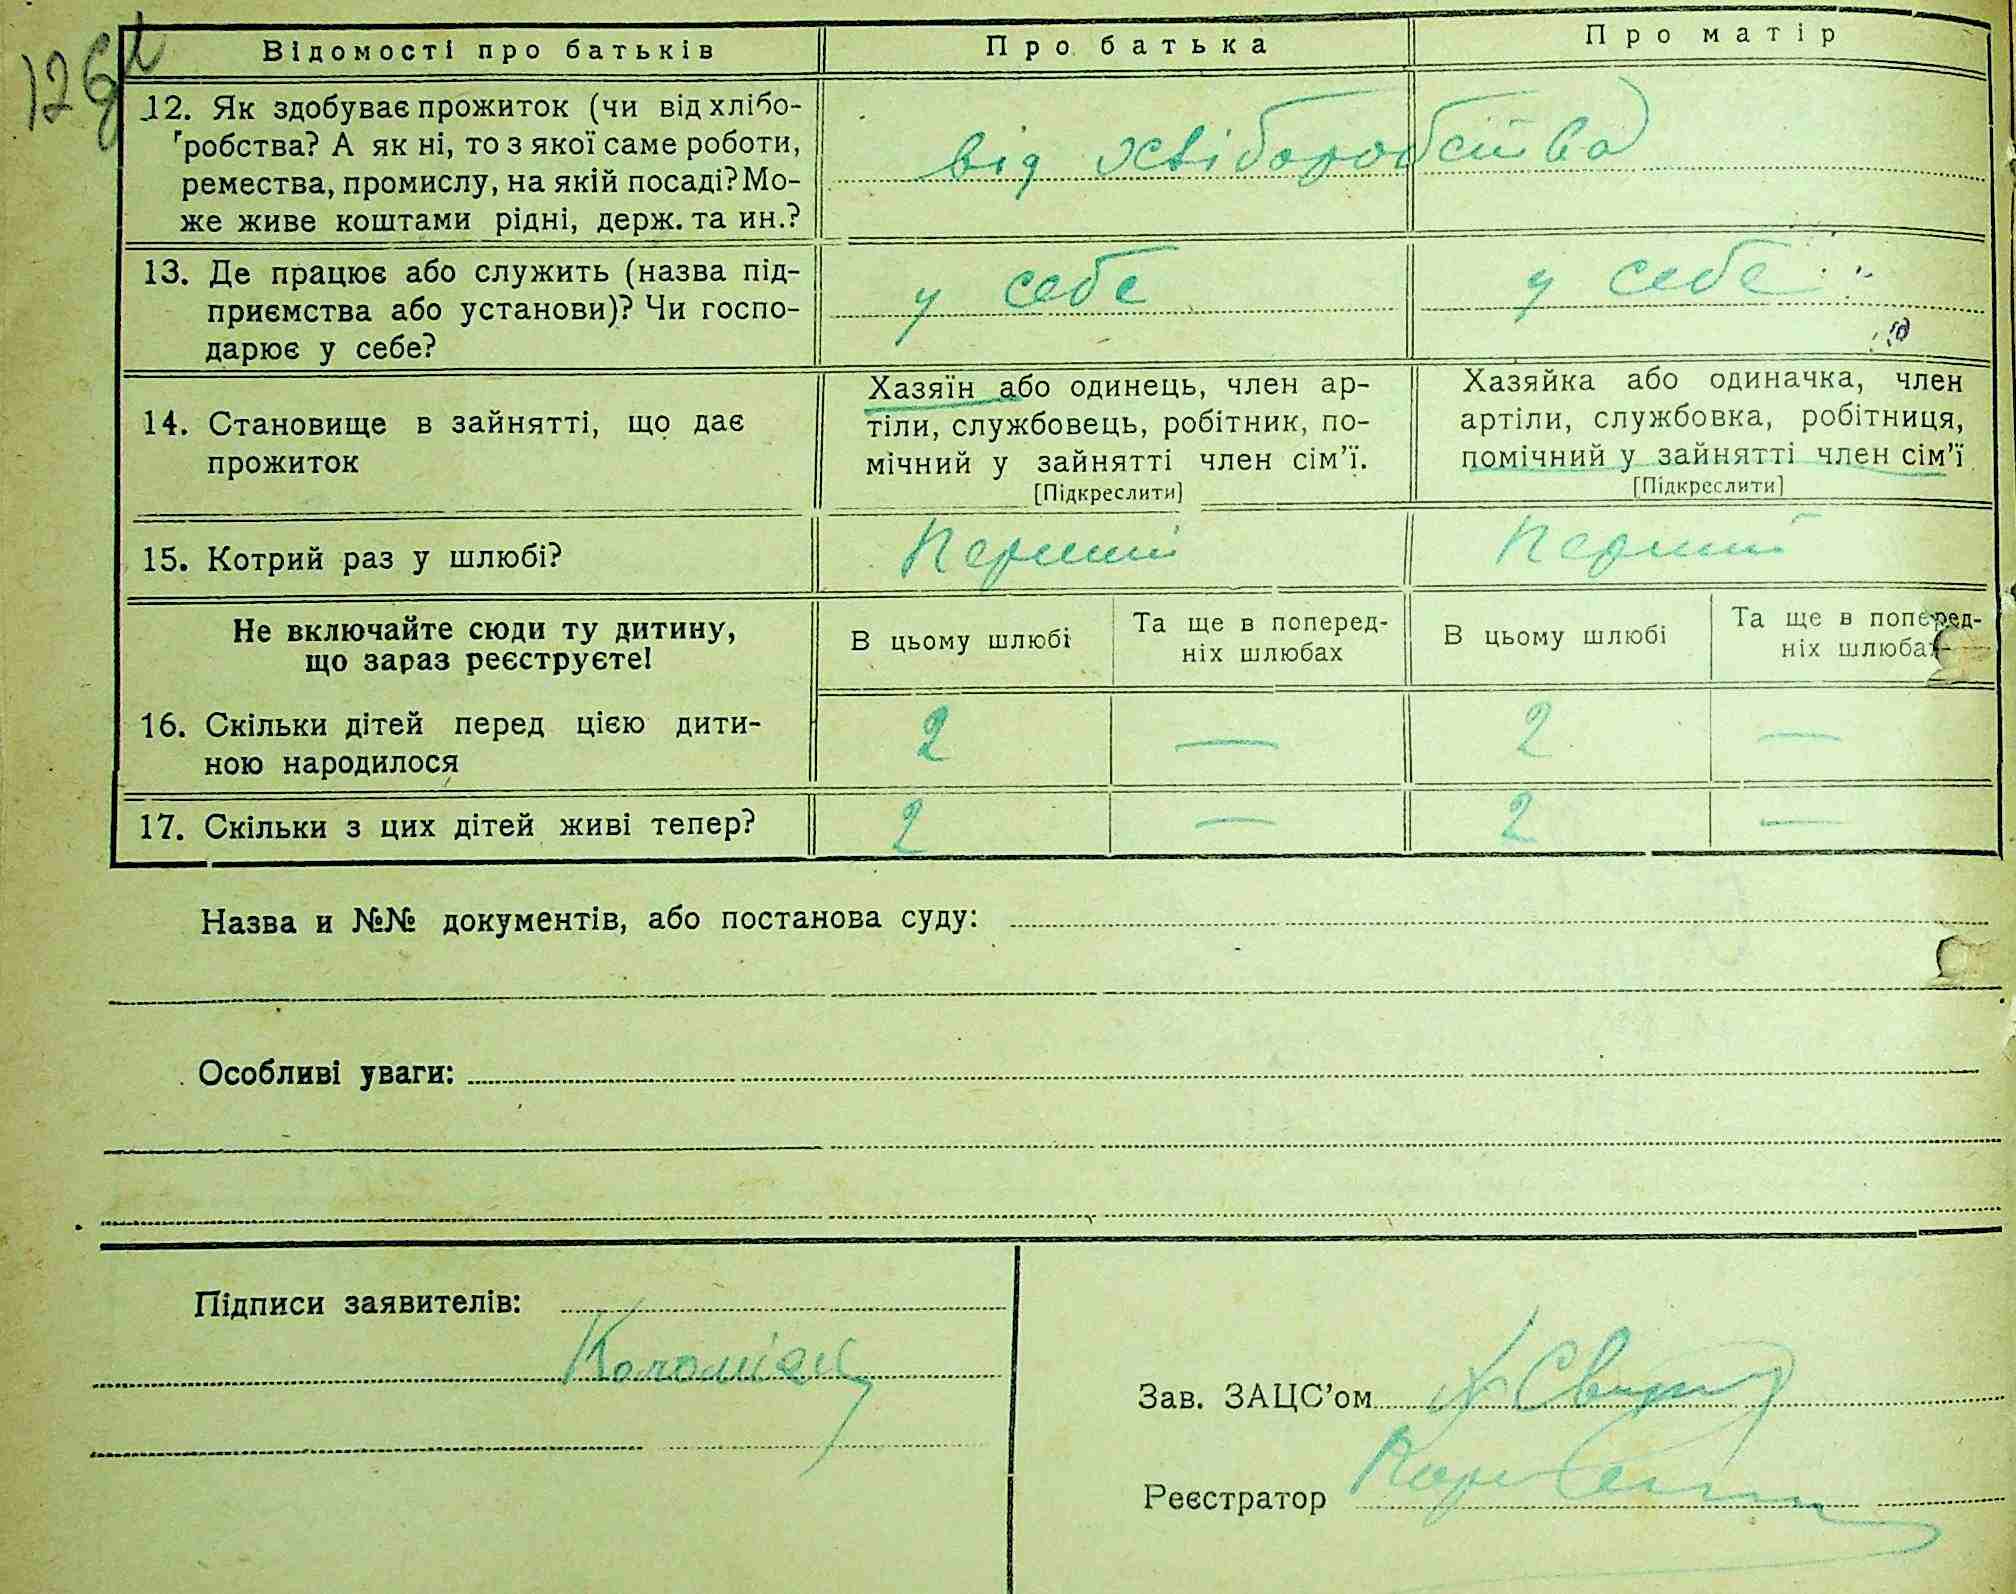 126
Відомості про батьків
Про батька
Про матір
12. Як здобуває прожиток (чи від хлібо-
робства? А як ні, то з якої саме роботи,
ремества, промислу, на якій посаді? Мо-
же живе коштами рідні, держ. та ин.?
від хліборобства
13. Де працює або служить (назва під-
приємства або установи)? Чи госпо-
дарює у себе?
у себе
у себе
14. Становище в зайнятті, що дає
прожиток
Хазяїн або одинець, член ар-
тіли, службовець, робітник, по-
мічний у зайнятті член сім’ї.
[Підкреслити]
Хазяйка або одиначка, член
артіли, службовка, робітниця,
помічний у зайнятті член сім’ї
[Підкреслити]
15. Котрий раз у шлюбі?
Перший
Перший
Не включайте сюди ту дитину,
що зараз реєструєте!
В цьому шлюбі
Та ще в поперед-
ніх шлюбах
В цьому шлюбі
Та ще в поперед-
ніх шлюбах
16. Скільки дітей перед цією дити-
ною народилося
2 — 2 —
17. Скільки з цих дітей живі тепер?
2 — 2 —
Назва и №№ документів, або постанова суду:
Особливі уваги:
Підписи заявителів:
Коломіец
Зав. ЗАЦС’ом
Реєстратор